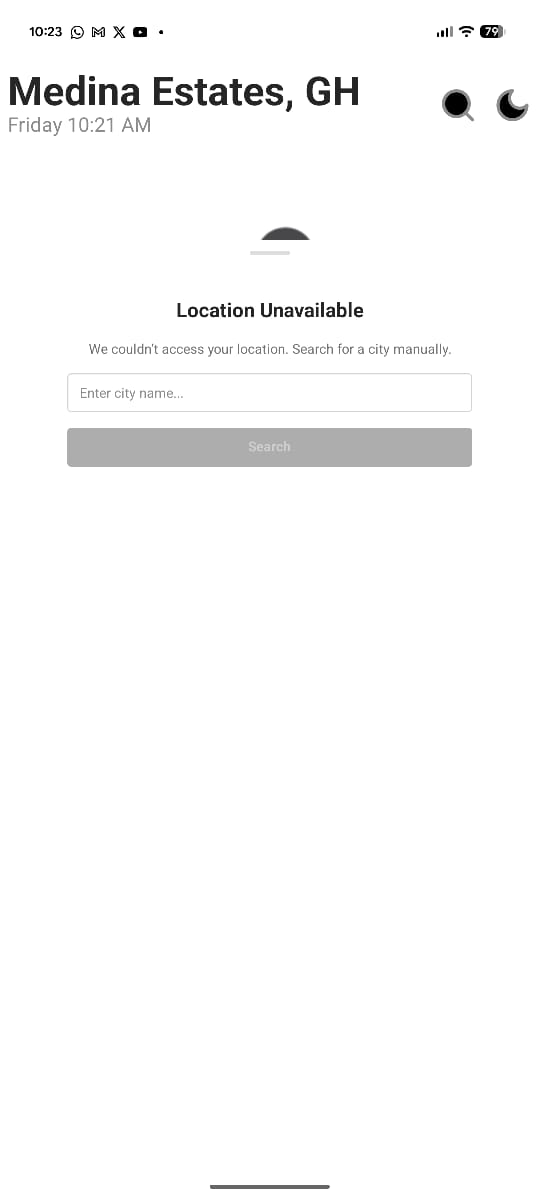 10:23
79
Medina Estates, GH
Friday 10:21 AM
Location Unavailable
We couldn't access your location. Search for a city manually.
Enter city name...
Search